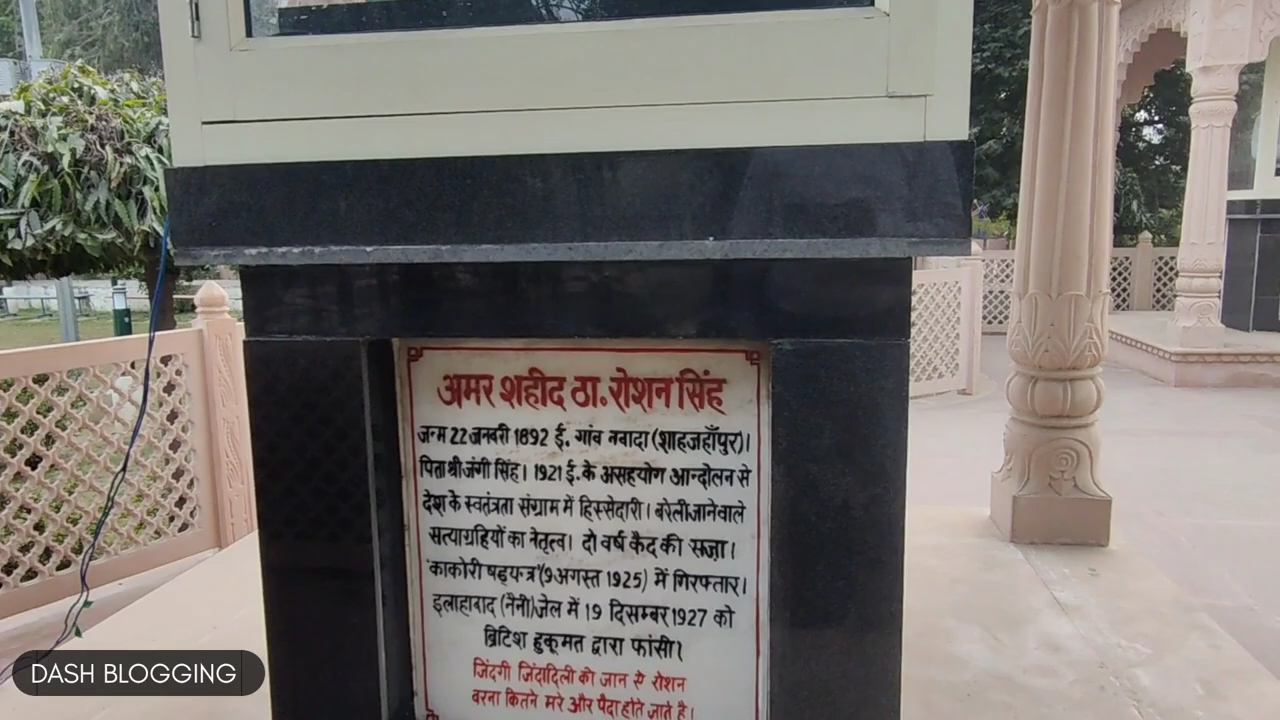 अमर शहीद ठा. रोशन सिंह
जन्म 22 जनवरी 1892 ई. गांव नवादा (शाहजहाँपुर)।
पिता श्री जंगी सिंह। 1921 ई. के असहयोग आन्दोलन से
देश के स्वतंत्रता संग्राम में हिस्सेदारी। बरेली जाने वाले
सत्याग्रहियों का नेतृत्व। दो वर्ष कैद की सज़ा।
'काकोरी षड्यन्त्र' (9 अगस्त 1925) में गिरफ्तार।
इलाहाबाद (नैनी) जेल में 19 दिसम्बर 1927 को
ब्रिटिश हुकूमत द्वारा फांसी।
जिंदगी जिंदादिली को जान से रोशन
वरना कितने मरे और पैदा होते जाते है।
DASH BLOGGING